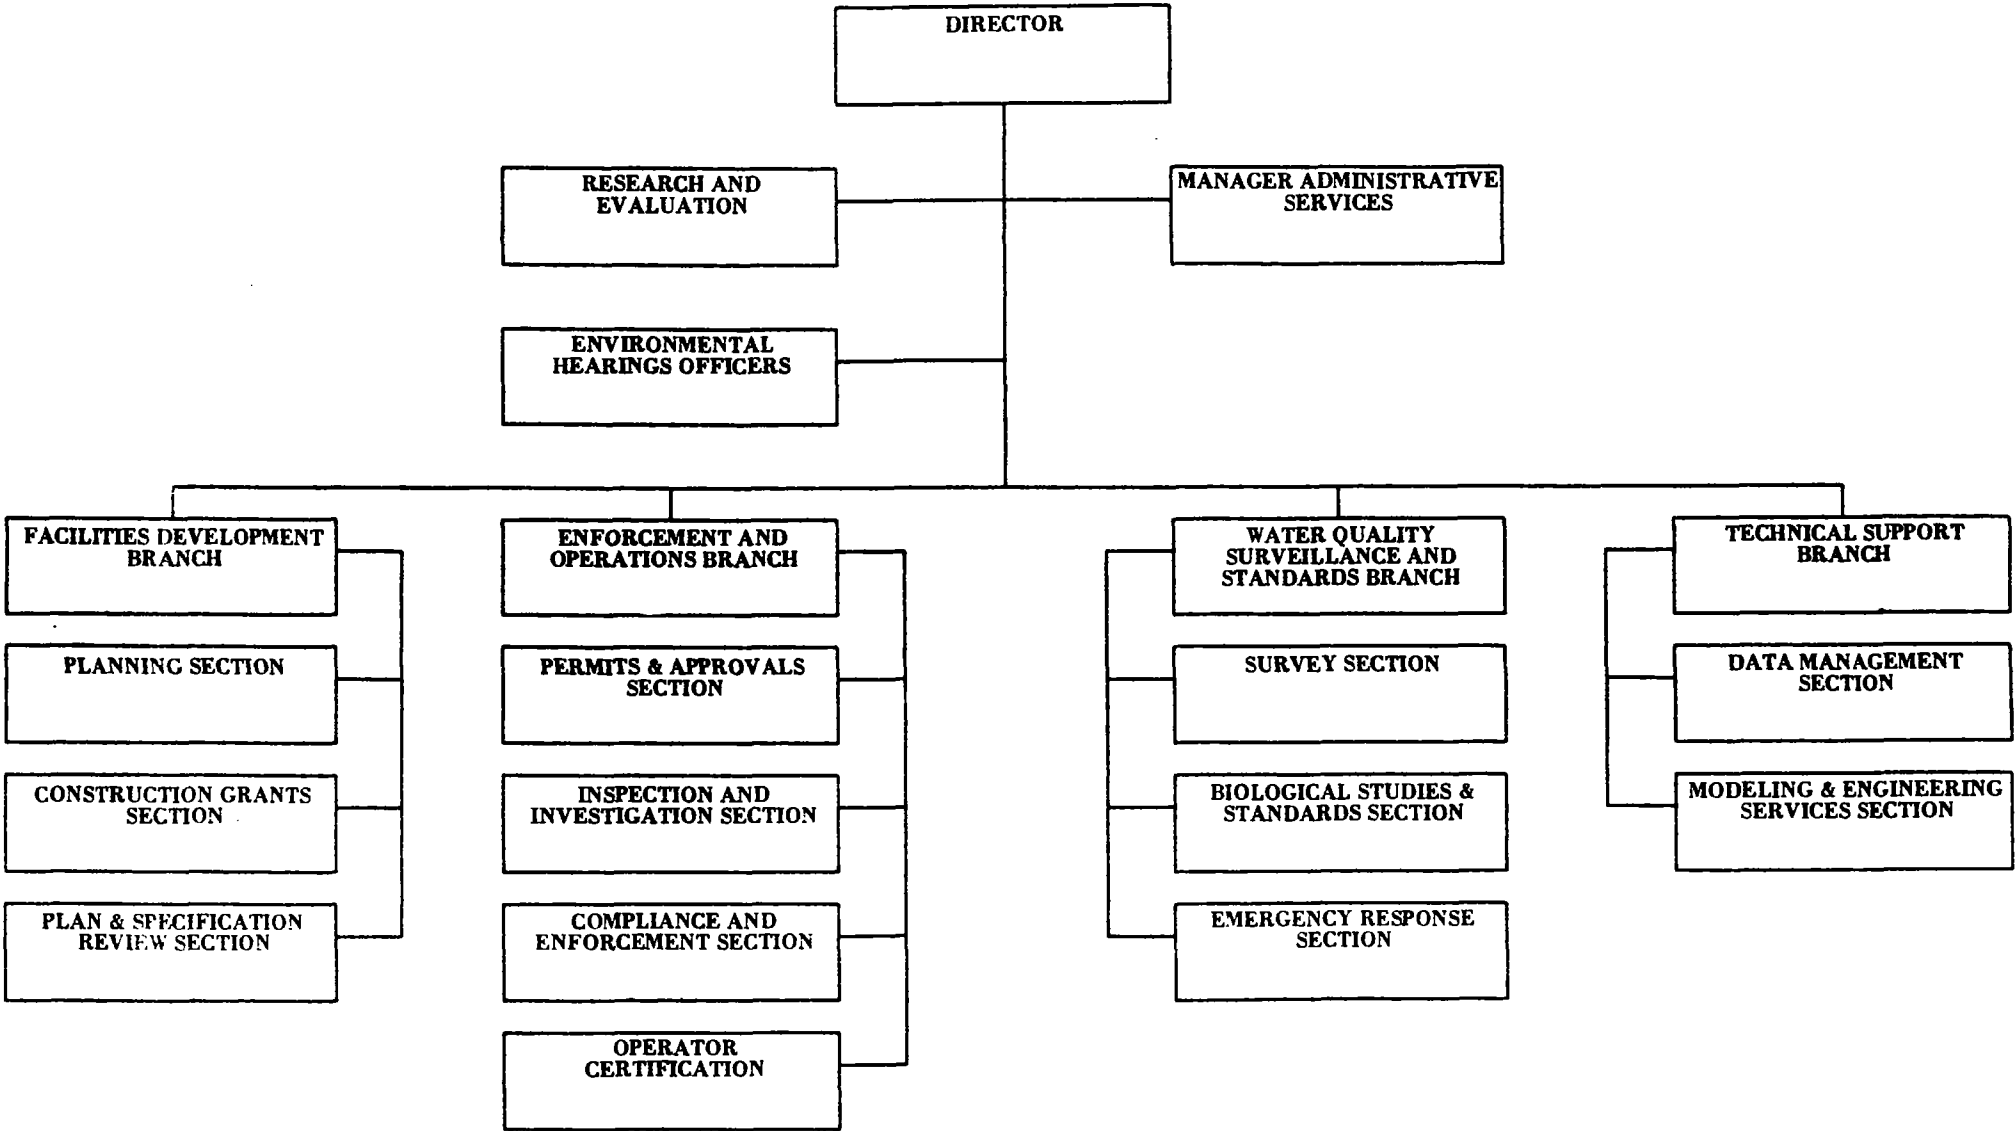 DIRECTOR
RESEARCH AND
EVALUATION
MANAGER ADMINISTRATIVE
SERVICES
ENVIRONMENTAL
HEARINGS OFFICERS
FACILITIES DEVELOPMENT
BRANCH
PLANNING SECTION
CONSTRUCTION GRANTS
SECTION
PLAN & SPECIFICATION
REVIEW SECTION
ENFORCEMENT AND
OPERATIONS BRANCH
PERMITS & APPROVALS
SECTION
INSPECTION AND
INVESTIGATION SECTION
COMPLIANCE AND
ENFORCEMENT SECTION
OPERATOR
CERTIFICATION
WATER QUALITY
SURVEILLANCE AND
STANDARDS BRANCH
SURVEY SECTION
BIOLOGICAL STUDIES &
STANDARDS SECTION
EMERGENCY RESPONSE
SECTION
TECHNICAL SUPPORT
BRANCH
DATA MANAGEMENT
SECTION
MODELING & ENGINEERING
SERVICES SECTION